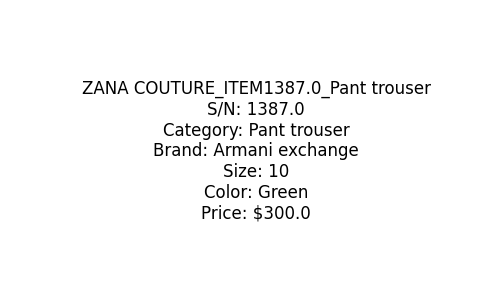 ZANA COUTURE_ITEM1387.0_Pant trouser
S/N: 1387.0
Category: Pant trouser
Brand: Armani exchange
Size: 10
Color: Green
Price: $300.0